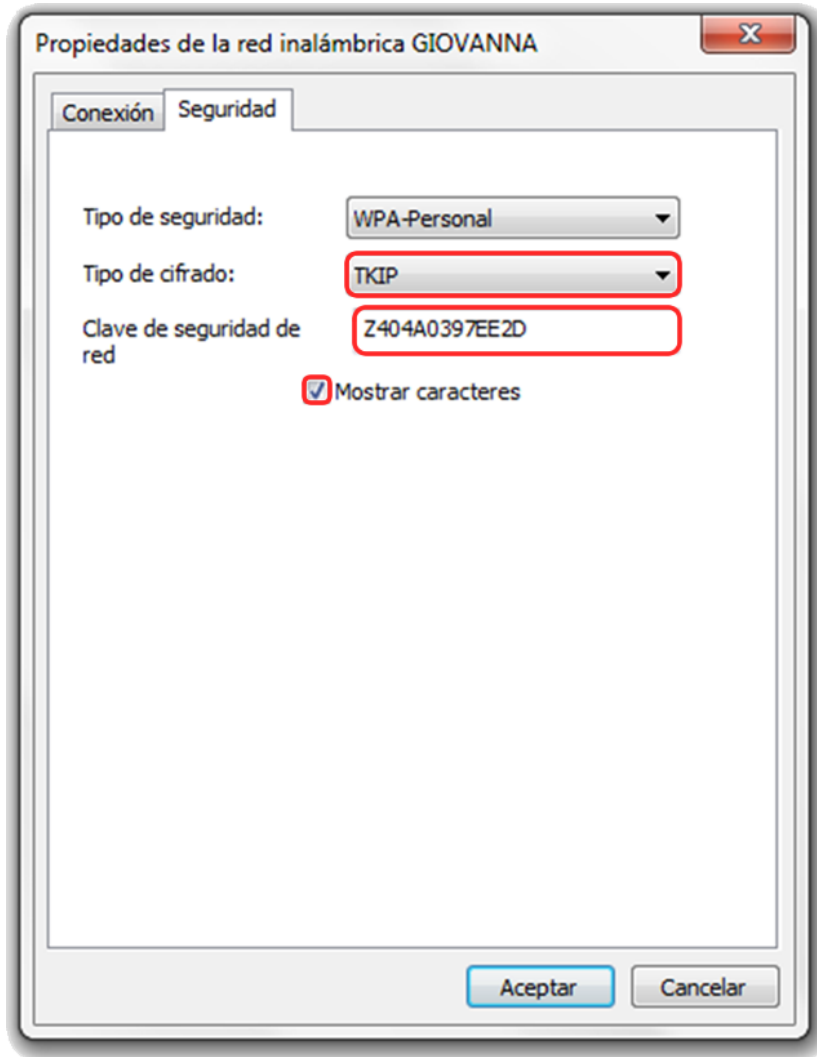 Propiedades de la red inalámbrica GIOVANNA
Conexión
Seguridad
Tipo de seguridad:
WPA-Personal
Tipo de cifrado:
TKIP
Clave de seguridad de
red
Z404A0397EE2D
Mostrar caracteres
Aceptar
Cancelar